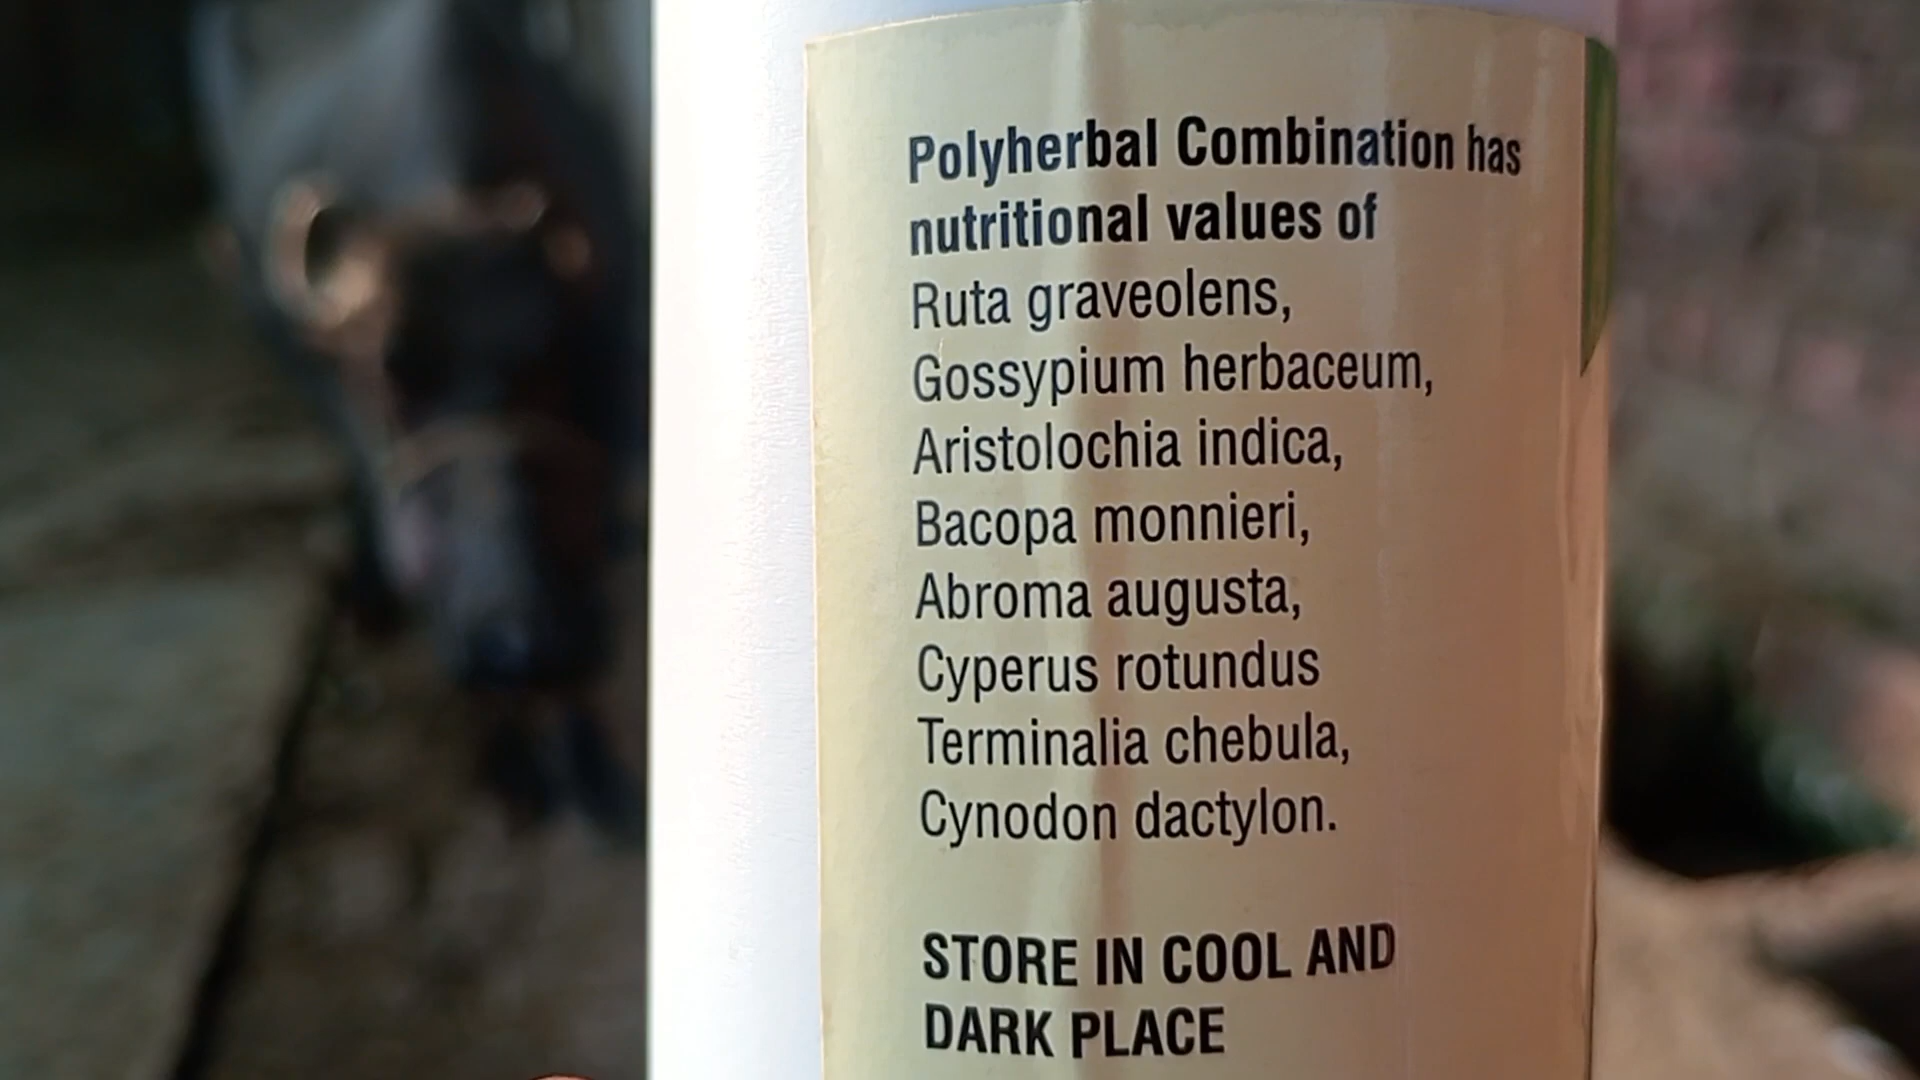 Polyherbal Combination has
nutritional values of
Ruta graveolens,
Gossypium herbaceum,
Aristolochia indica,
Bacopa monnieri,
Abroma augusta,
Cyperus rotundus
Terminalia chebula,
Cynodon dactylon.
STORE IN COOL AND
DARK PLACE